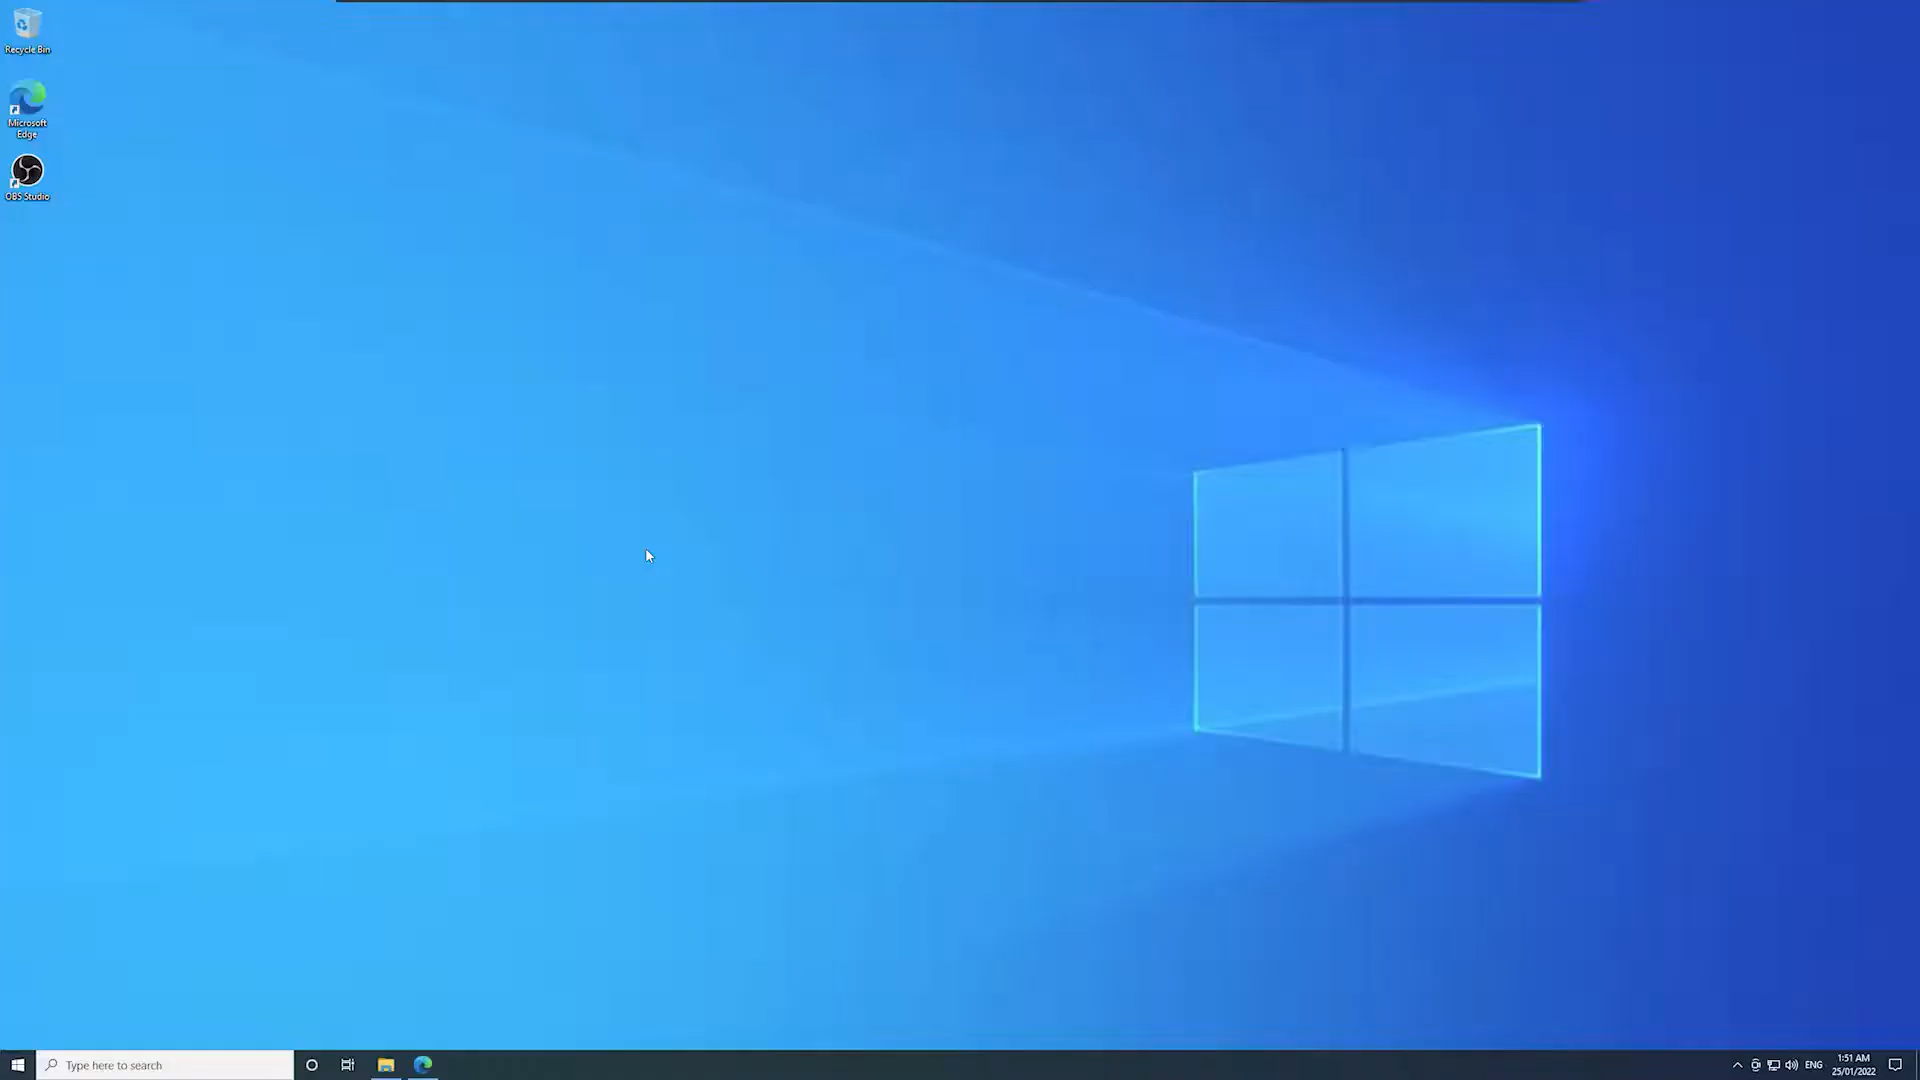 Recycle Bin
Microsoft
Edge
OBS Studio
Type here to search
ENG
1:51 AM
25/01/2022